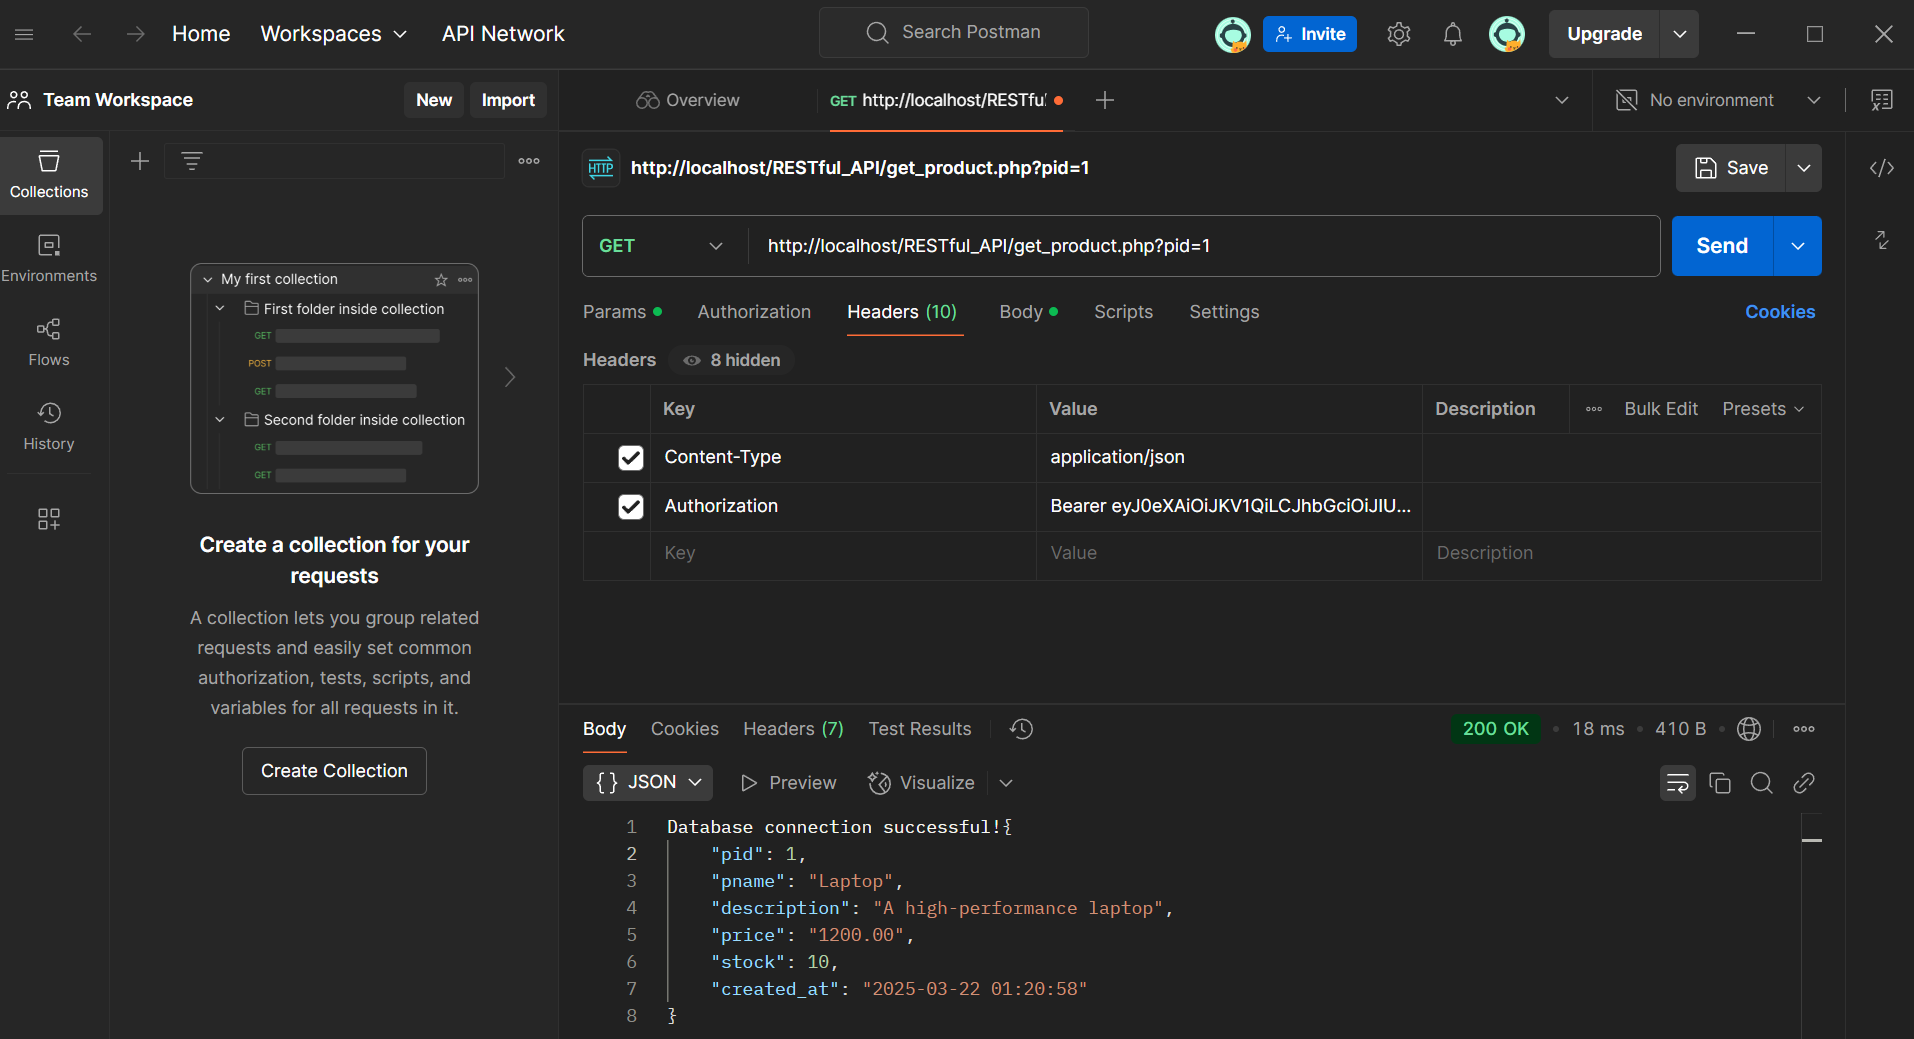 Home Workspaces API Network Search Postman Invite Upgrade
Team Workspace New Import Overview GET http://localhost/RESTful No environment
Collections
Environments
Flows
History
My first collection
First folder inside collection
GET
POST
GET
Second folder inside collection
GET
GET
Create a collection for your
requests
A collection lets you group related
requests and easily set common
authorization, tests, scripts, and
variables for all requests in it.
Create Collection
HTTP http://localhost/RESTful_API/get_product.php?pid=1 Save
GET http://localhost/RESTful_API/get_product.php?pid=1 Send
Params Authorization Headers (10) Body Scripts Settings Cookies
Headers 8 hidden
Key Value Description Bulk Edit Presets
Content-Type application/json
Authorization Bearer eyJ0eXAiOiJKV1QiLCJhbGciOiJIU...
Key Value Description
Body Cookies Headers (7) Test Results 200 OK 18 ms 410 B
{} JSON Preview Visualize
1 Database connection successful!{
2 "pid": 1,
3 "pname": "Laptop",
4 "description": "A high-performance laptop",
5 "price": "1200.00",
6 "stock": 10,
7 "created_at": "2025-03-22 01:20:58"
8 }